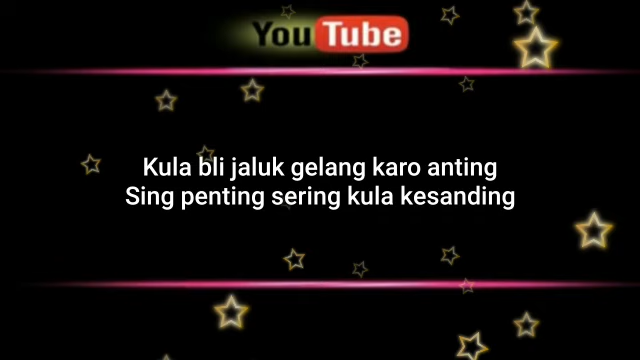 YouTube
Kula bli jaluk gelang karo anting
Sing penting sering kula kesanding